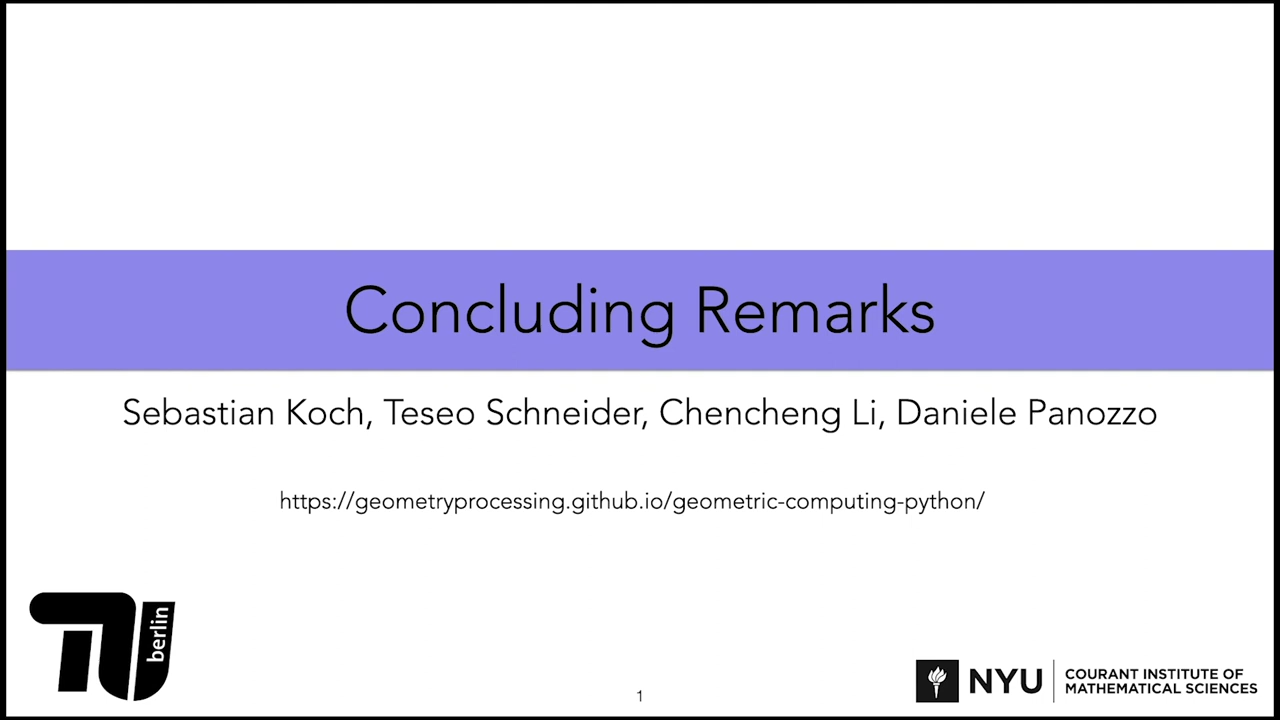 Concluding Remarks
Sebastian Koch, Teseo Schneider, Chencheng Li, Daniele Panozzo
https://geometryprocessing.github.io/geometric-computing-python/
berlin
1
NYU
COURANT INSTITUTE OF
MATHEMATICAL SCIENCES